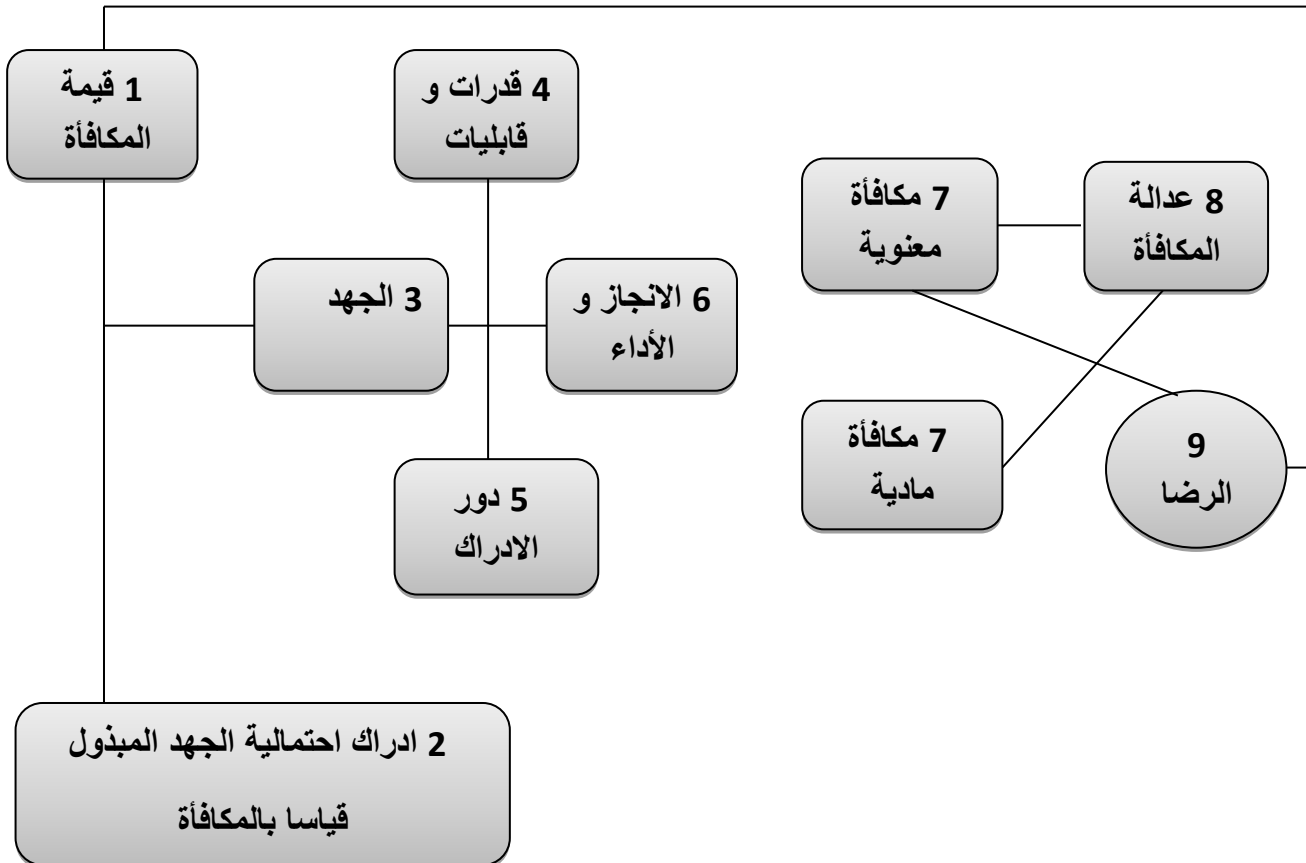 1 قيمة
المكافأة
4 قدرات و
قابليات
7 مكافأة
معنوية
8 عدالة
المكافأة
3 الجهد
6 الانجاز و
الأداء
7 مكافأة
مادية
9
الرضا
5 دور
الادراك
2 ادراك احتمالية الجهد المبذول
قياسا بالمكافأة